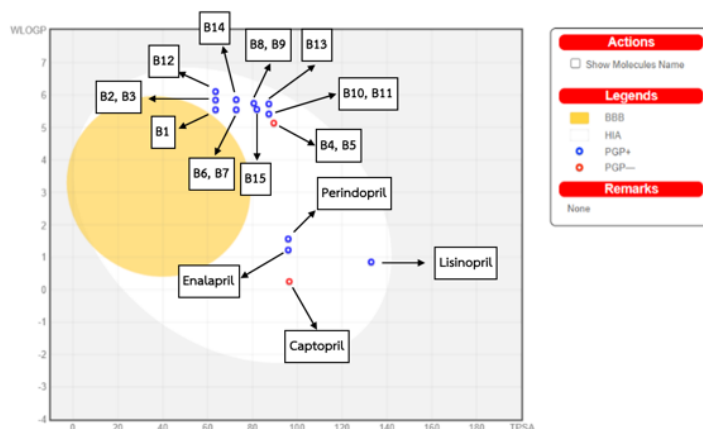 WLOGP
B14
B8, B9
B13
B12
B10, B11
B2, B3
B1
B4, B5
B6, B7
B15
Perindopril
Enalapril
Lisinopril
Captopril
7
6
5
4
3
2
1
0
-1
-2
-3
-4
0
20
40
60
80
100
120
140
160
180
TPSA
Actions
Show Molecules Name
Legends
BBB
HIA
PGP+
PGP—
Remarks
None